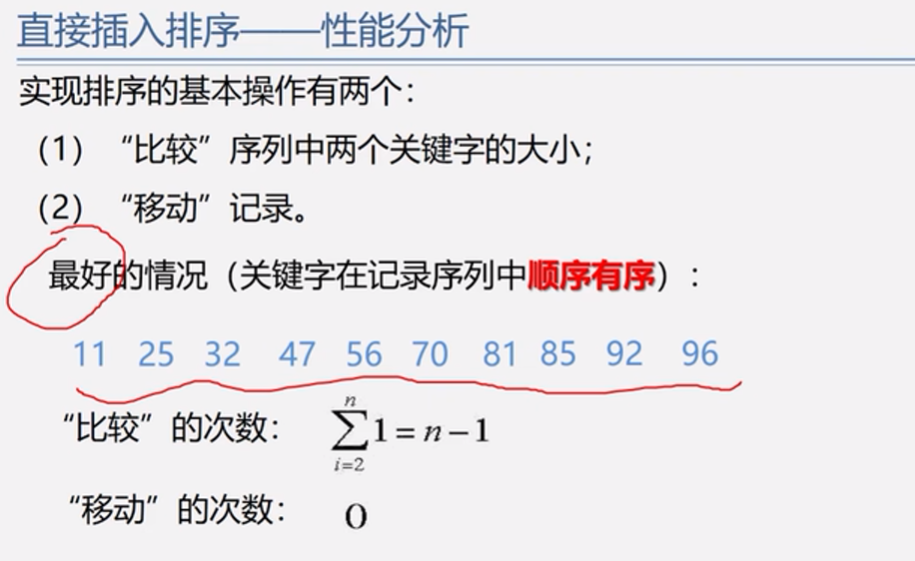 直接插入排序——性能分析
实现排序的基本操作有两个：
（1）“比较”序列中两个关键字的大小；
（2）“移动”记录。
最好的情况（关键字在记录序列中顺序有序）：
11 25 32 47 56 70 81 85 92 96
“比较”的次数： \sum_{i=2}^{n} 1 = n - 1
“移动”的次数： 0